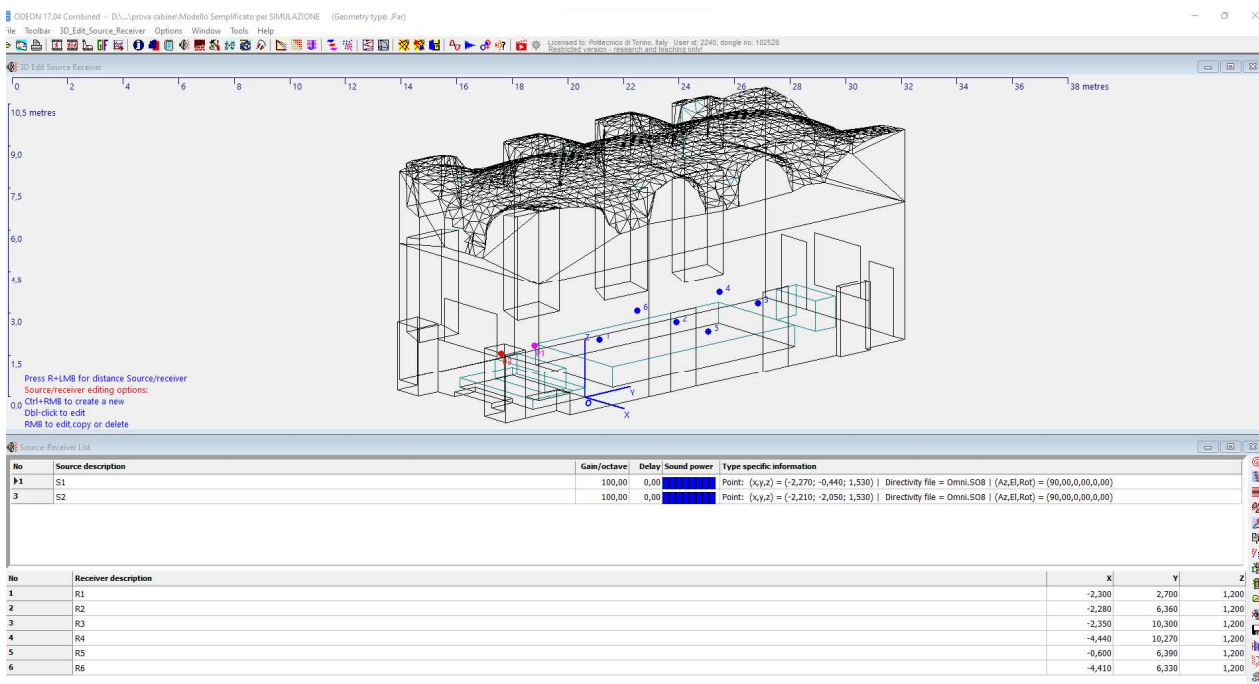 ODEON 17.04 Combined - D:\...\prova sabine\Modello Semplificato per SIMULAZIONE (Geometry type: .Par)
Toolbar 3D_Edit_Source_Receiver Options Window Tools Help
Licensed to: Politecnico di Torino, Italy User id: 2240, dongle no: 102528
Restricted version - research and teaching only!
3D Edit Source Receiver
0 2 4 6 8 10 12 14 16 18 20 22 24 26 28 30 32 34 36 38 metres
10,5 metres
9,0
7,5
6,0
4,5
4
6
3
3,0
2
5
Z
1
P1
1,5
Y
Press R+LMB for distance Source/receiver
Source/receiver editing options:
0,0 Ctrl+RMB to create a new
O
X
Dbl-click to edit
RMB to edit,copy or delete
Source-Receiver List
No Source description Gain/octave Delay Sound power Type specific information
1 S1 100,00 0,00 Point: (x,y,z) = (-2,270; -0,440; 1,530) | Directivity file = Omni.SO8 | (Az,El,Rot) = (90,00,0,00,0,00)
3 S2 100,00 0,00 Point: (x,y,z) = (-2,210; -2,050; 1,530) | Directivity file = Omni.SO8 | (Az,El,Rot) = (90,00,0,00,0,00)
No Receiver description X Y Z
1 R1 -2,300 2,700 1,200
2 R2 -2,280 6,360 1,200
3 R3 -2,350 10,300 1,200
4 R4 -4,440 10,270 1,200
5 R5 -0,600 6,390 1,200
6 R6 -4,410 6,330 1,200